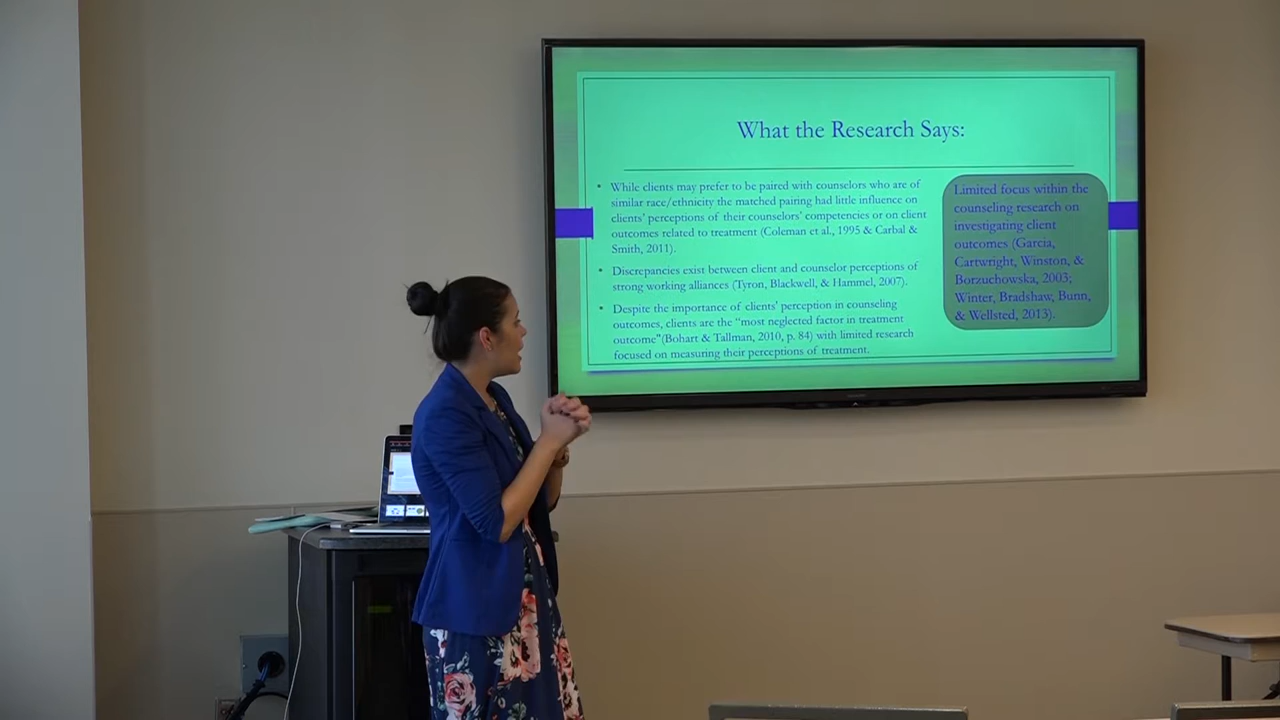 What the Research Says:
• While clients may prefer to be paired with counselors who are of
similar race/ethnicity the matched pairing had little influence on
clients' perceptions of their counselors' competencies or on client
outcomes related to treatment (Coleman et al., 1995 & Carbal &
Smith, 2011).
• Discrepancies exist between client and counselor perceptions of
strong working alliances (Tyron, Blackwell, & Hammel, 2007).
• Despite the importance of clients' perception in counseling
outcomes, clients are the "most neglected factor in treatment
outcome"(Bohart & Tallman, 2010, p. 84) with limited research
focused on measuring their perceptions of treatment.
Limited focus within the
counseling research on
investigating client
outcomes (Garcia,
Cartwright, Winston, &
Borzuchowska, 2003;
Winter, Bradshaw, Bunn,
& Wellsted, 2013).